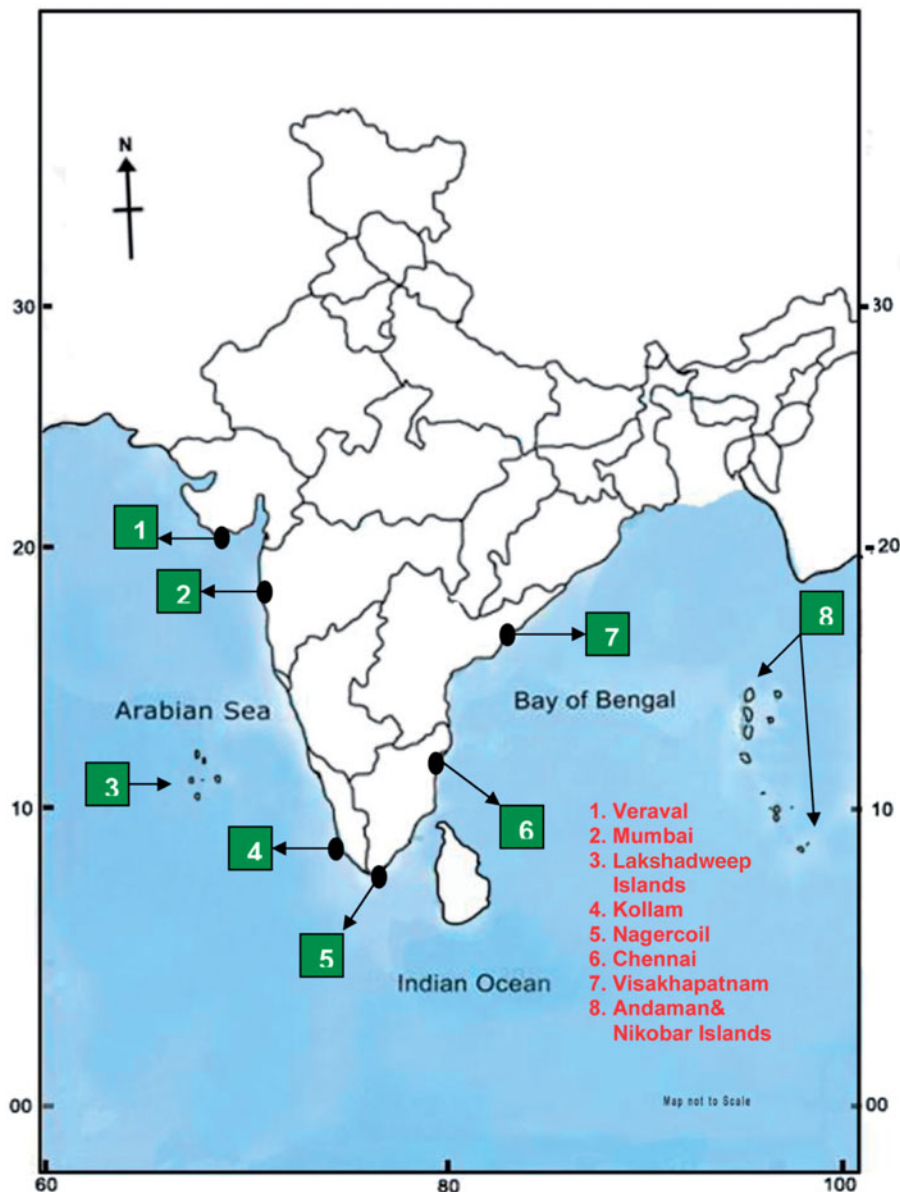 N
30
30
1
20
20
2
8
7
Bay of Bengal
Arabian Sea
3
10
10
6
4
1. Veraval
2. Mumbai
3. Lakshadweep
Islands
4. Kollam
5. Nagercoil
6. Chennai
7. Visakhapatnam
8. Andaman&
Nikobar Islands
5
Indian Ocean
00
Map not to Scale
00
60
80
100